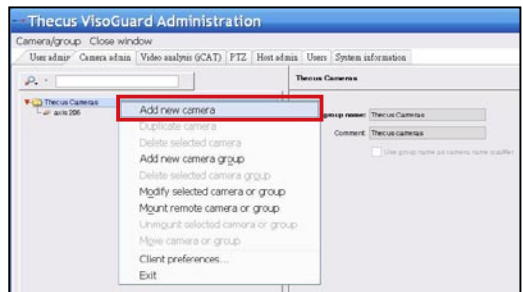 Thecus VisoGuard Administration
Camera/group Close window
User admin Camera admin Video analysis (iCAT) PTZ Host admin Users System information
Thecus Cameras
Thecus Cameras
axis 206
Add new camera
Duplicate camera
Delete selected camera
Add new camera group
Delete selected camera group
Modify selected camera or group
Mount remote camera or group
Unmount selected camera or group
Move camera or group
Client preferences...
Exit
group name: Thecus Cameras
Comment Thecus cameras
Use group name as camera name